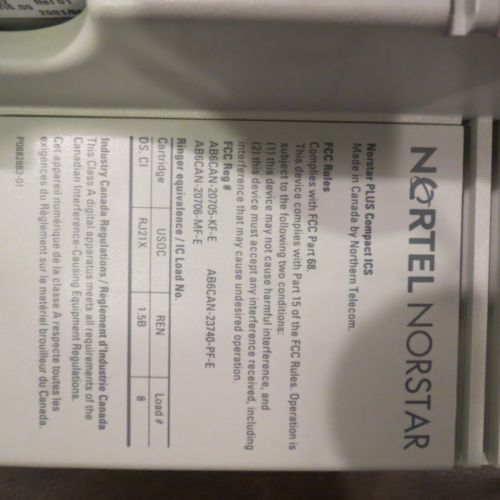 NORTEL NORSTAR
Norstar PLUS Compact ICS
Made in Canada by Northern Telecom.
FCC Rules
Complies with FCC Part 68.
This device complies with Part 15 of the FCC Rules. Operation is
subject to the following two conditions:
(1) this device may not cause harmful interference, and
(2) this device must accept any interference received, including
interference that may cause undesired operation.
FCC Reg #
AB6CAN-20705-KF-E AB6CAN-23740-PF-E
AB6CAN-20706-MF-E
Ringer equivalence / IC Load No.
Cartridge USOC REN Load #
DS, CI RJ21X 1.5B 8
Industry Canada Regulations / Règlement d'Industrie Canada
This Class A digital apparatus meets all requirements of the
Canadian Interference-Causing Equipment Regulations.
Cet appareil numérique de la classe A respecte toutes les
exigences du Règlement sur le matériel brouilleur du Canada.
P0882883-01